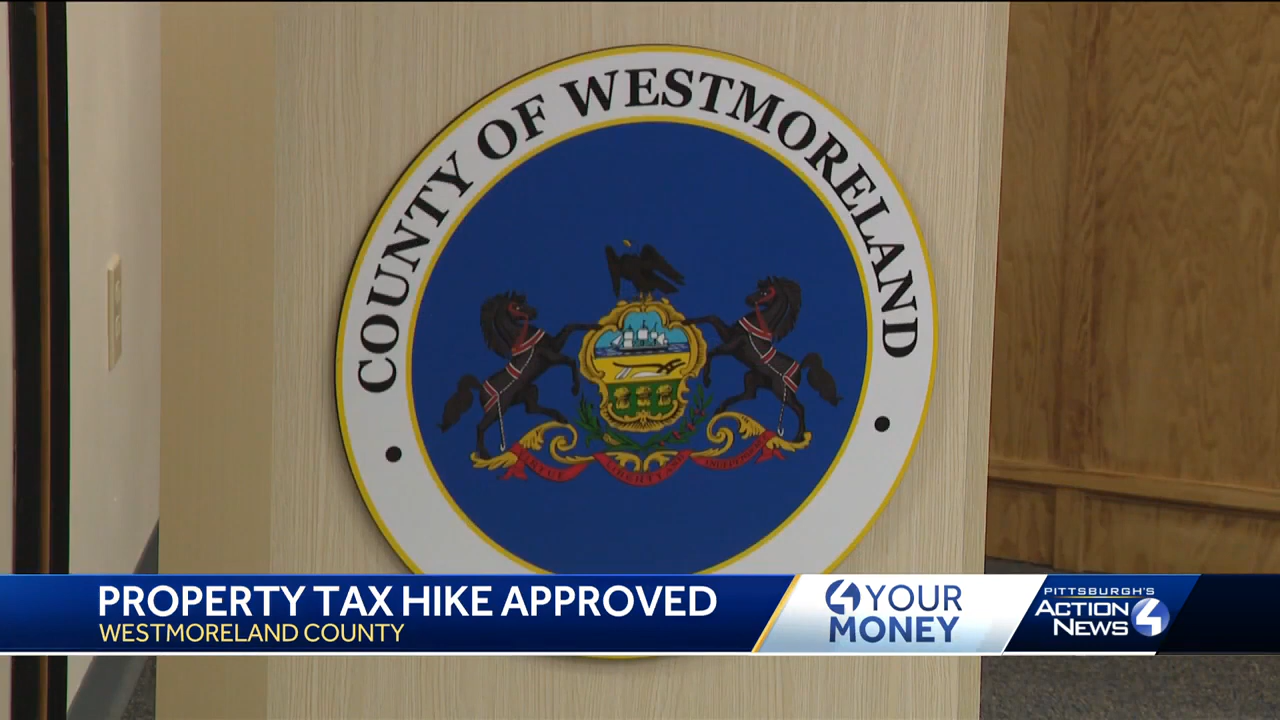 COUNTY OF WESTMORELAND
PROPERTY TAX HIKE APPROVED
WESTMORELAND COUNTY
4 YOUR
MONEY
PITTSBURGH'S
ACTION
NEWS 4